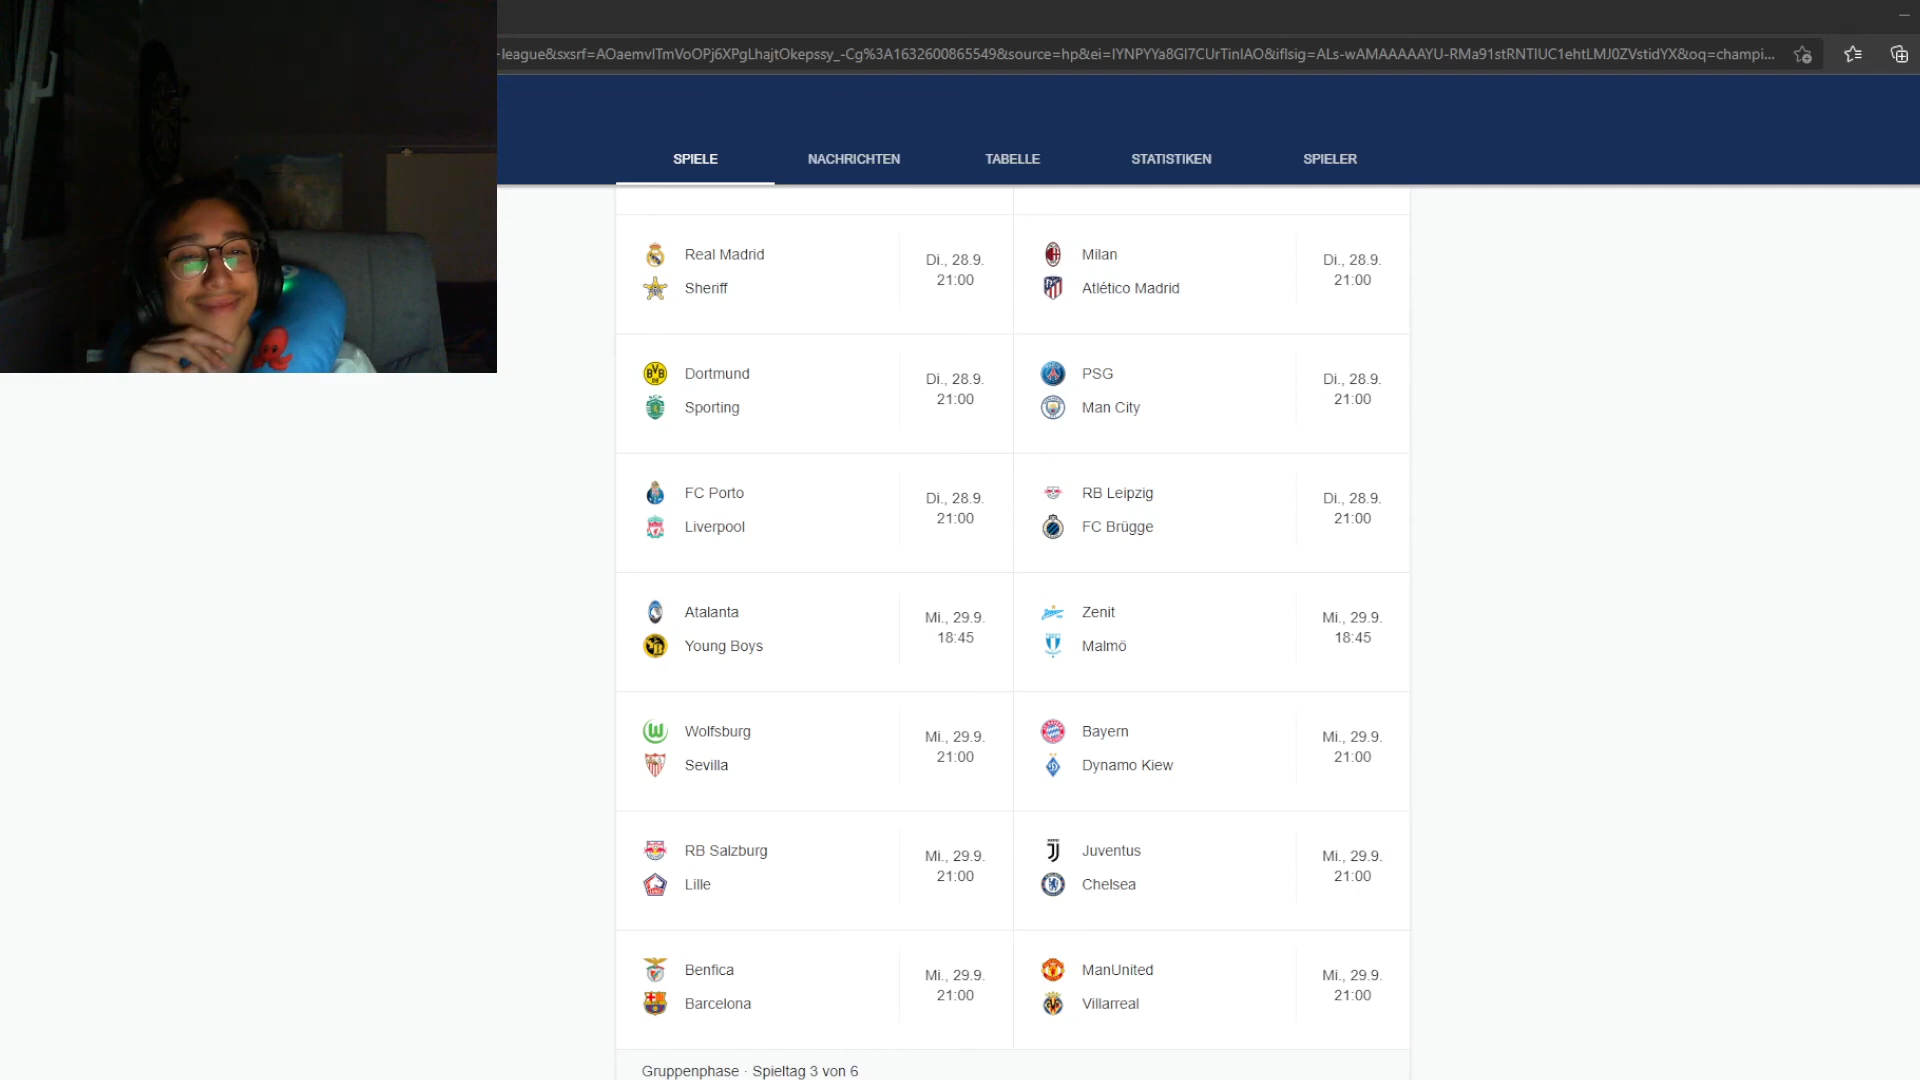 -league&sxsrf=AOaemvITmVoOPj6XPgLhajtOkepssy_-Cg%3A1632600865549&source=hp&ei=IYNPYYa8GI7CUrTinIAO&iflsig=ALs-wAMAAAAAYU-RMa91stRNTIUC1ehtLMJ0ZVstidYX&oq=champi...
SPIELE NACHRICHTEN TABELLE STATISTIKEN SPIELER
Real Madrid
Sheriff
Di., 28.9.
21:00
Milan
Atlético Madrid
Di., 28.9.
21:00
Dortmund
Sporting
Di., 28.9.
21:00
PSG
Man City
Di., 28.9.
21:00
FC Porto
Liverpool
Di., 28.9.
21:00
RB Leipzig
FC Brügge
Di., 28.9.
21:00
Atalanta
Young Boys
Mi., 29.9.
18:45
Zenit
Malmö
Mi., 29.9.
18:45
Wolfsburg
Sevilla
Mi., 29.9.
21:00
Bayern
Dynamo Kiew
Mi., 29.9.
21:00
RB Salzburg
Lille
Mi., 29.9.
21:00
Juventus
Chelsea
Mi., 29.9.
21:00
Benfica
Barcelona
Mi., 29.9.
21:00
ManUnited
Villarreal
Mi., 29.9.
21:00
Gruppenphase · Spieltag 3 von 6